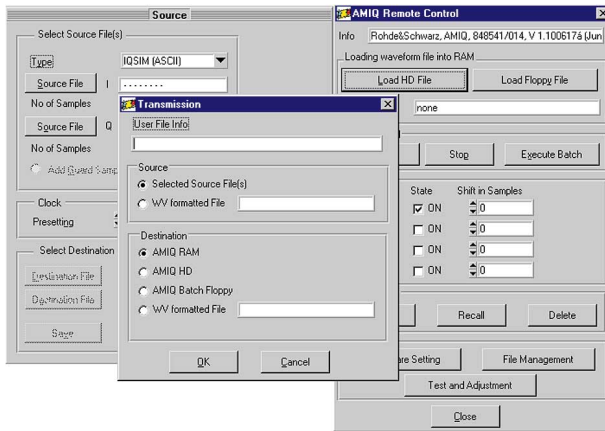 Source
Select Source File(s)
Type
IQSIM (ASCII)
Source File
I
........
No of Samples
Source File
Q
No of Samples
Add Guard Samp
Clock
Presetting
Select Destination
Destination File
Destination File
Save
Transmission
User File Info
Source
Selected Source File(s)
WV formatted File
Destination
AMIQ RAM
AMIQ HD
AMIQ Batch Floppy
WV formatted File
OK
Cancel
AMIQ Remote Control
Info
Rohde&Schwarz, AMIQ, 848541/014, V 1.100617á (Jun
Loading waveform file into RAM
Load HD File
Load Floppy File
none
Stop
Execute Batch
State
Shift in Samples
ON
0
ON
0
ON
0
ON
0
Recall
Delete
are Setting
File Management
Test and Adjustment
Close